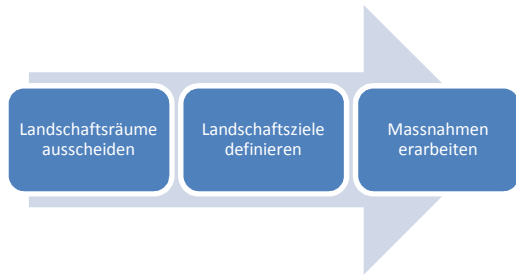 Landschaftsräume
ausscheiden
Landschaftsziele
definieren
Massnahmen
erarbeiten